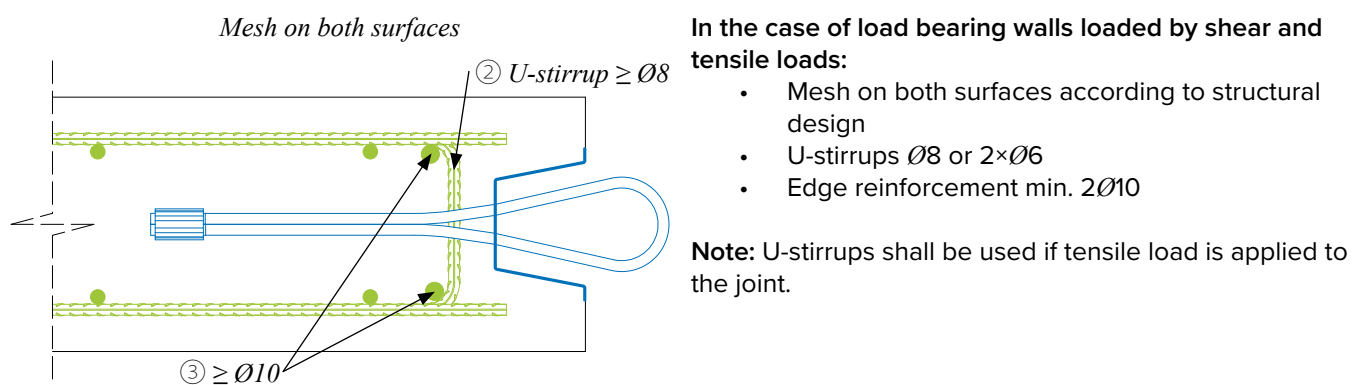 Mesh on both surfaces
② U-stirrup ≥ Ø8
③ ≥ Ø10
In the case of load bearing walls loaded by shear and
tensile loads:
• Mesh on both surfaces according to structural
design
• U-stirrups Ø8 or 2×Ø6
• Edge reinforcement min. 2Ø10
Note: U-stirrups shall be used if tensile load is applied to
the joint.